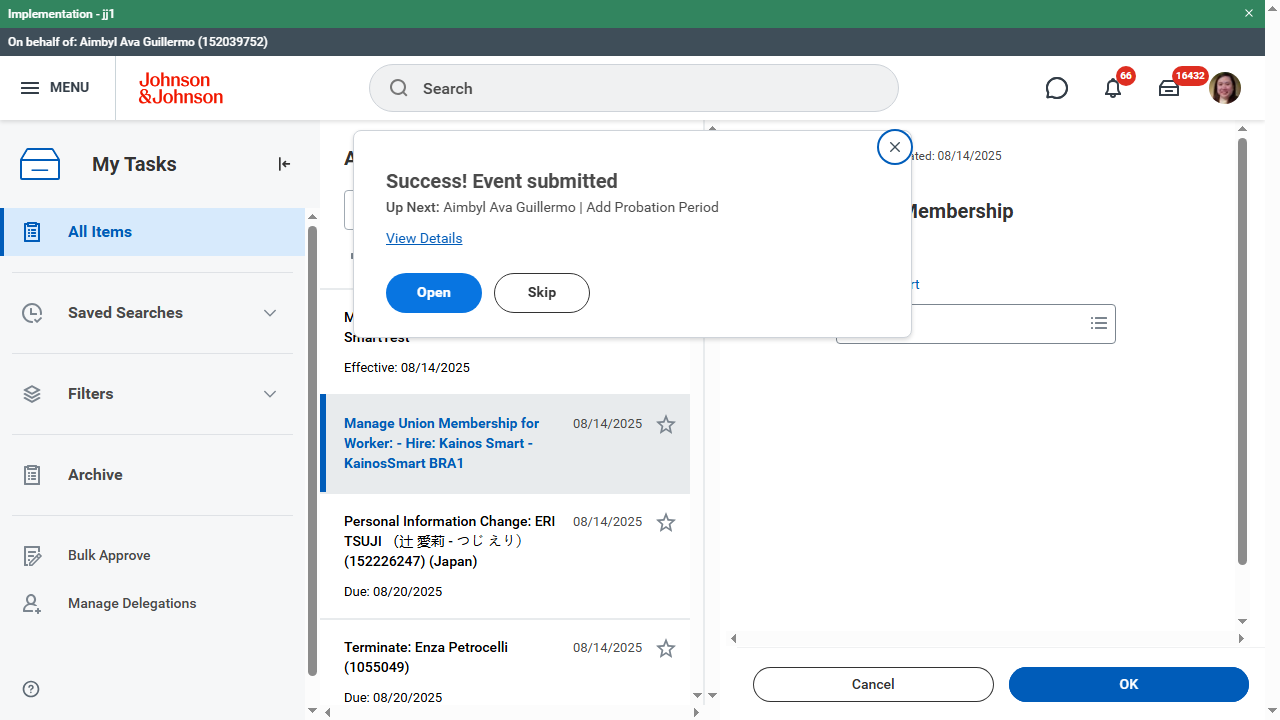 Implementation - jj1
On behalf of: Aimbyl Ava Guillermo (152039752)
MENU
Johnson
&Johnson
Search
66
16432
My Tasks
All Items
Saved Searches
Filters
Archive
Bulk Approve
Manage Delegations
Success! Event submitted
Up Next: Aimbyl Ava Guillermo | Add Probation Period
View Details
Open
Skip
Effective: 08/14/2025
Manage Union Membership for
Worker: - Hire: Kainos Smart -
KainosSmart BRA1
08/14/2025
Personal Information Change: ERI
TSUJI （辻 愛莉 - つじ えり）
(152226247) (Japan)
08/14/2025
Due: 08/20/2025
Terminate: Enza Petrocelli
(1055049)
08/14/2025
Due: 08/20/2025
08/14/2025
Membership
Cancel
OK